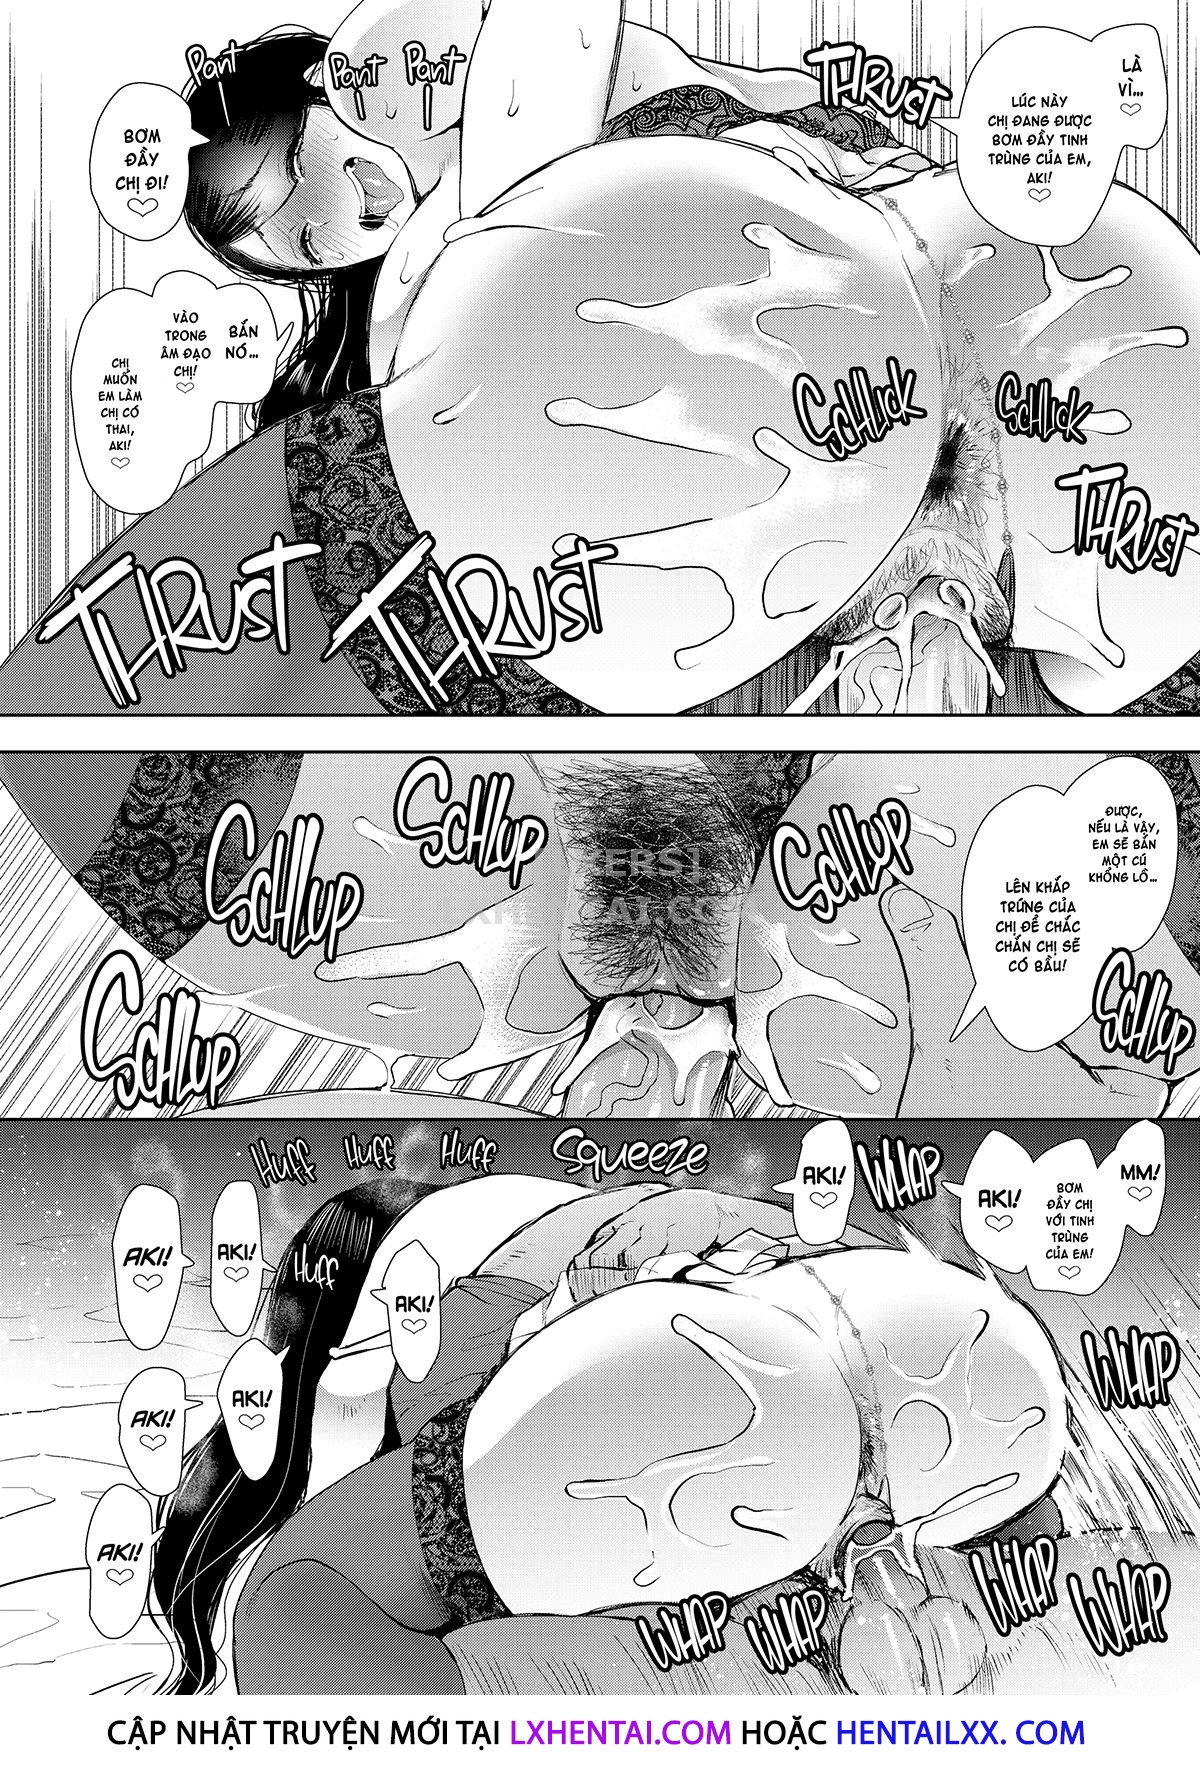 LÀ
VÌ...
LÚC NÀY
CHỊ ĐANG ĐƯỢC
BƠM ĐẦY TINH
TRÙNG CỦA EM,
AKI!
THRUST
PANT
PANT
PANT
BƠM
ĐẦY
CHỊ ĐI!
BẮN
NÓ...
VÀO
TRONG
ÂM ĐẠO
CHỊ!
CHỊ
MUỐN
EM LÀM
CHỊ CÓ
THAI,
AKI!
SCHLICK
SCHLICK
THRUST
THRUST
THRUST
ĐƯỢC,
NẾU LÀ VẬY,
EM SẼ BẮN
MỘT CÚ
KHỔNG LỒ...
LÊN KHẮP
TRỨNG CỦA
CHỊ ĐỂ CHẮC
CHẮN CHỊ SẼ
CÓ BẦU!
SCHLUP
SCHLUP
SCHLUP
SCHLUP
SCHLUP
LXHENTAI.COM
MM!
BƠM
ĐẦY CHỊ
VỚI TINH
TRÙNG
CỦA EM!
AKI!
WHAP
AKI!
SQUEEZE
HUFF
HUFF
HUFF
HUFF
AKI!
AKI!
AKI!
AKI!
AKI!
AKI!
WHAP
WHAP
WHAP
WHAP
WHAP
WHAP
CẬP NHẬT TRUYỆN MỚI TẠI LXHENTAI.COM HOẶC HENTAILXX. COM